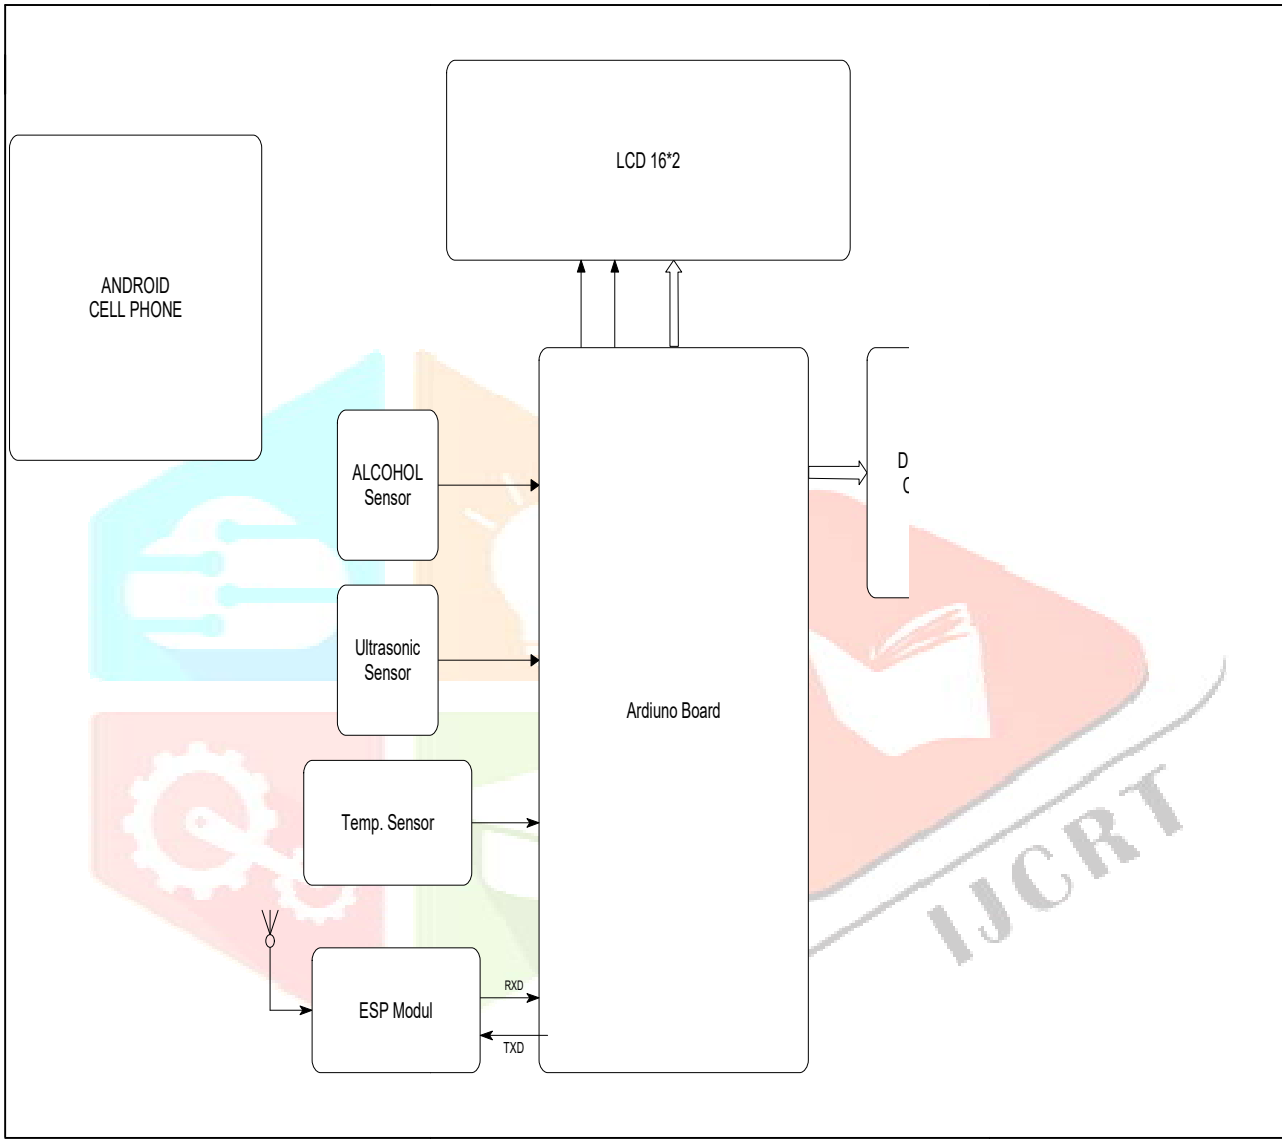 LCD 16*2
ANDROID
CELL PHONE
ALCOHOL
Sensor
D
Ultrasonic
Sensor
Ardiuno Board
Temp. Sensor
IJCRT
RXD
ESP Modul
TXD